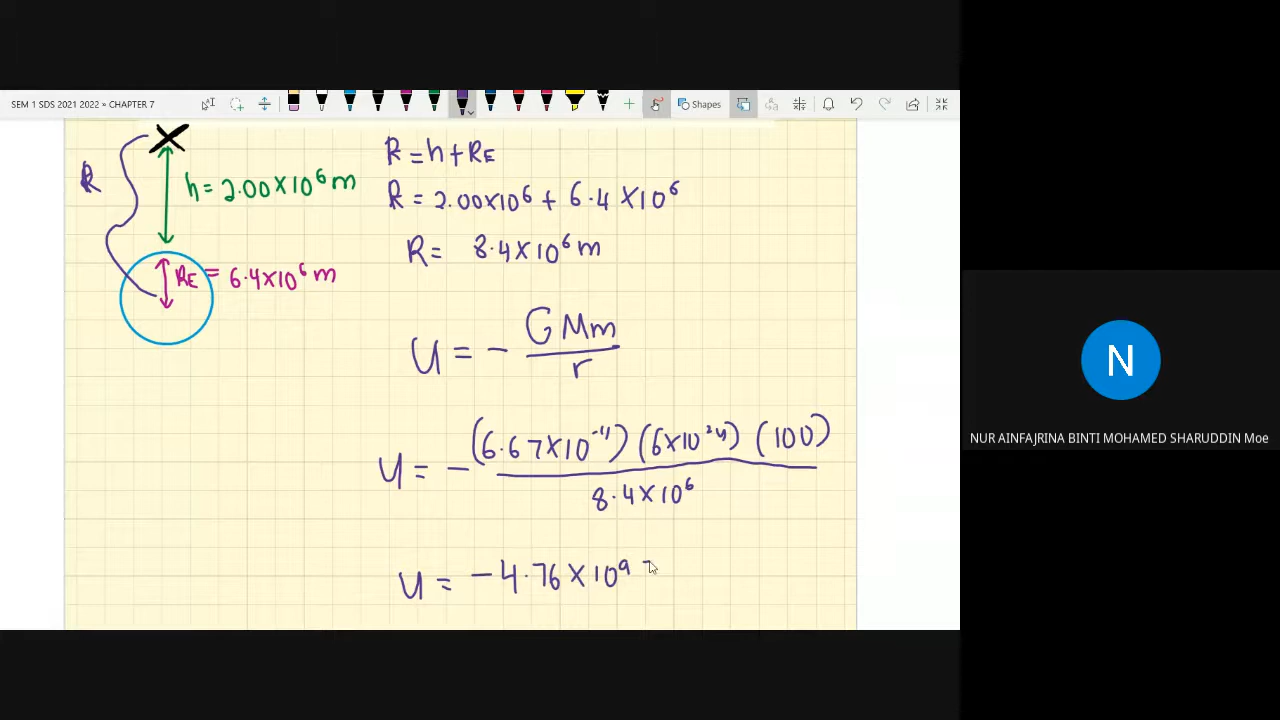 SEM 1 SDS 2021 2022 » CHAPTER 7
Shapes
R
h = 2.00×10⁶ m
RE = 6.4×10⁶ m
R = h + RE
R = 2.00×10⁶ + 6.4 ×10⁶
R = 8.4×10⁶ m
U = - GMm / r
U = - (6.67×10⁻¹¹) (6×10²⁴) (100) / 8.4×10⁶
U = - 4.76 × 10⁹
N
NUR AINFAJRINA BINTI MOHAMED SHARUDDIN Moe